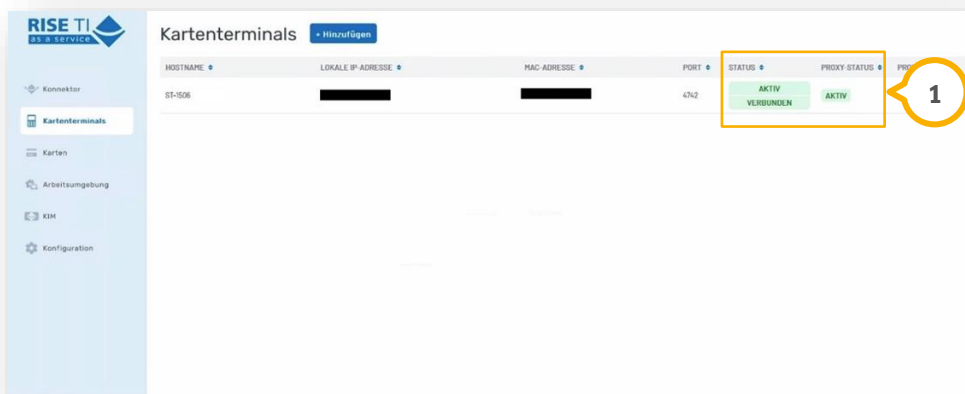 RISE TI
as a service
Kartenterminals
+ Hinzufügen
HOSTNAME LOKALE IP-ADRESSE MAC-ADRESSE PORT STATUS PROXY-STATUS
ST-1506 4742 AKTIV AKTIV
VERBUNDEN
1
Konnektor
Kartenterminals
Karten
Arbeitsumgebung
KIM
Konfiguration